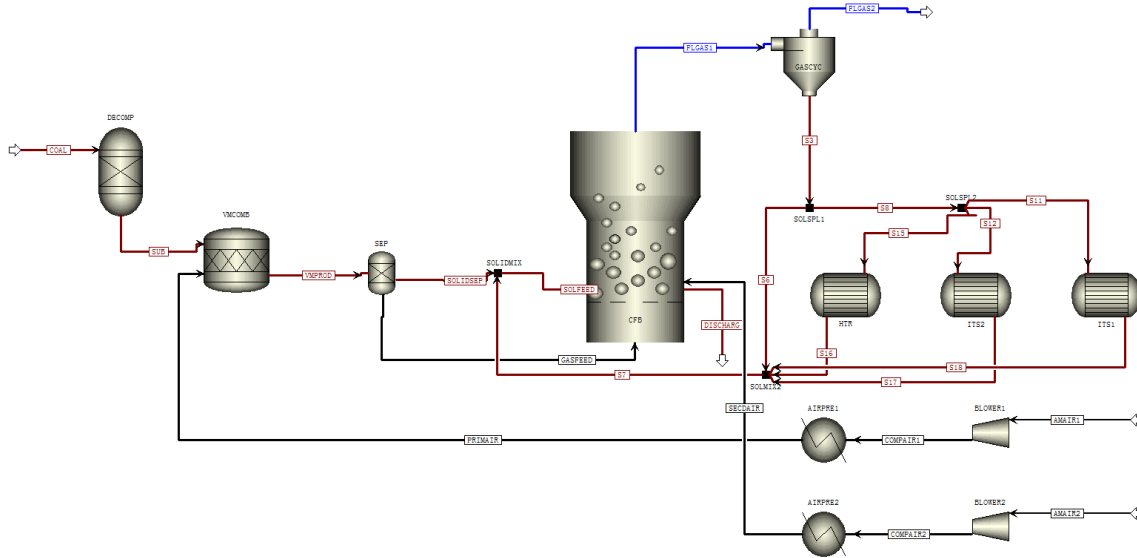 FLGAS2
FLGAS1
GASCYC
DECOMP
COAL
S3
VMCOMB
SOLSPL2
S11
S8
SOLSPL1
S12
S15
SUB
SEP
SOLIDMIX
VMPROD
SOLIDSEP
S6
SOLFEED
CFB
DISCHARG
HTR
ITS2
ITS1
S16
GASFEED
S18
S7
SOLMIX2
S17
SECDAIR
AIRPRE1
BLOWER1
AMAIR1
PRIMAIR
COMPAIR1
AIRPRE2
BLOWER2
AMAIR2
COMPAIR2